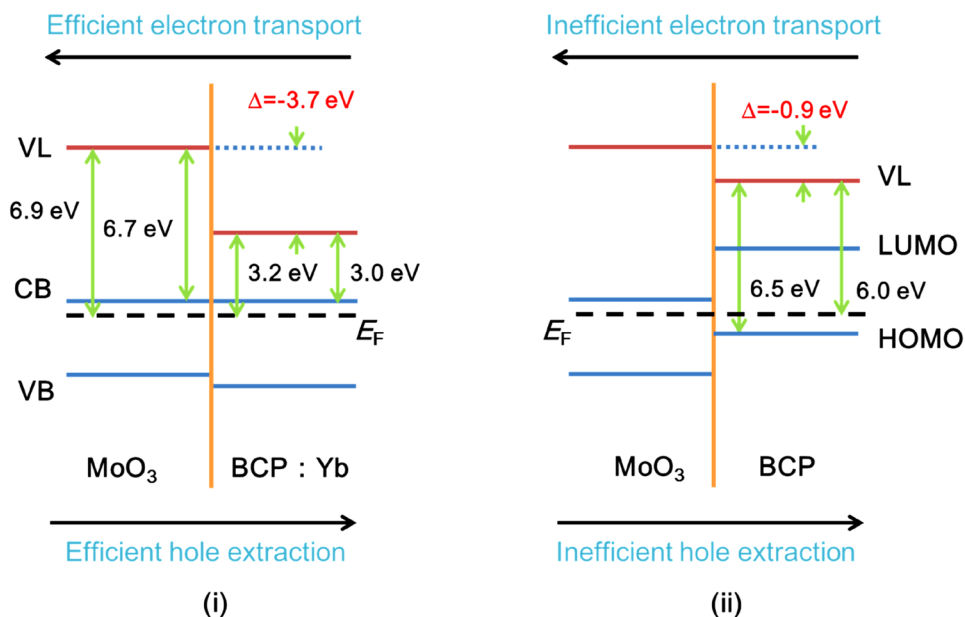 Efficient electron transport
Δ=-3.7 eV
VL
6.9 eV
6.7 eV
3.2 eV
3.0 eV
CB
E_F
VB
MoO₃
BCP : Yb
Efficient hole extraction
(i)
Inefficient electron transport
Δ=-0.9 eV
VL
LUMO
6.5 eV
6.0 eV
E_F
HOMO
MoO₃
BCP
Inefficient hole extraction
(ii)